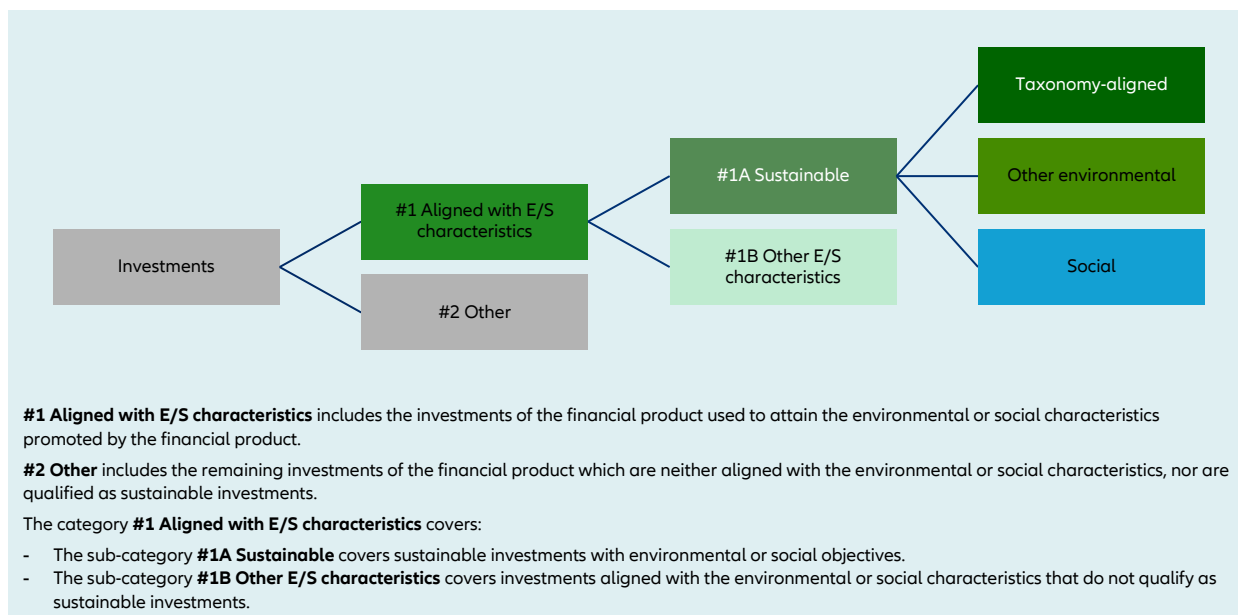 Taxonomy-aligned
#1A Sustainable
Other environmental
#1 Aligned with E/S
characteristics
Investments
#1B Other E/S
characteristics
Social
#2 Other
#1 Aligned with E/S characteristics includes the investments of the financial product used to attain the environmental or social characteristics
promoted by the financial product.
#2 Other includes the remaining investments of the financial product which are neither aligned with the environmental or social characteristics, nor are
qualified as sustainable investments.
The category #1 Aligned with E/S characteristics covers:
- The sub-category #1A Sustainable covers sustainable investments with environmental or social objectives.
- The sub-category #1B Other E/S characteristics covers investments aligned with the environmental or social characteristics that do not qualify as
sustainable investments.